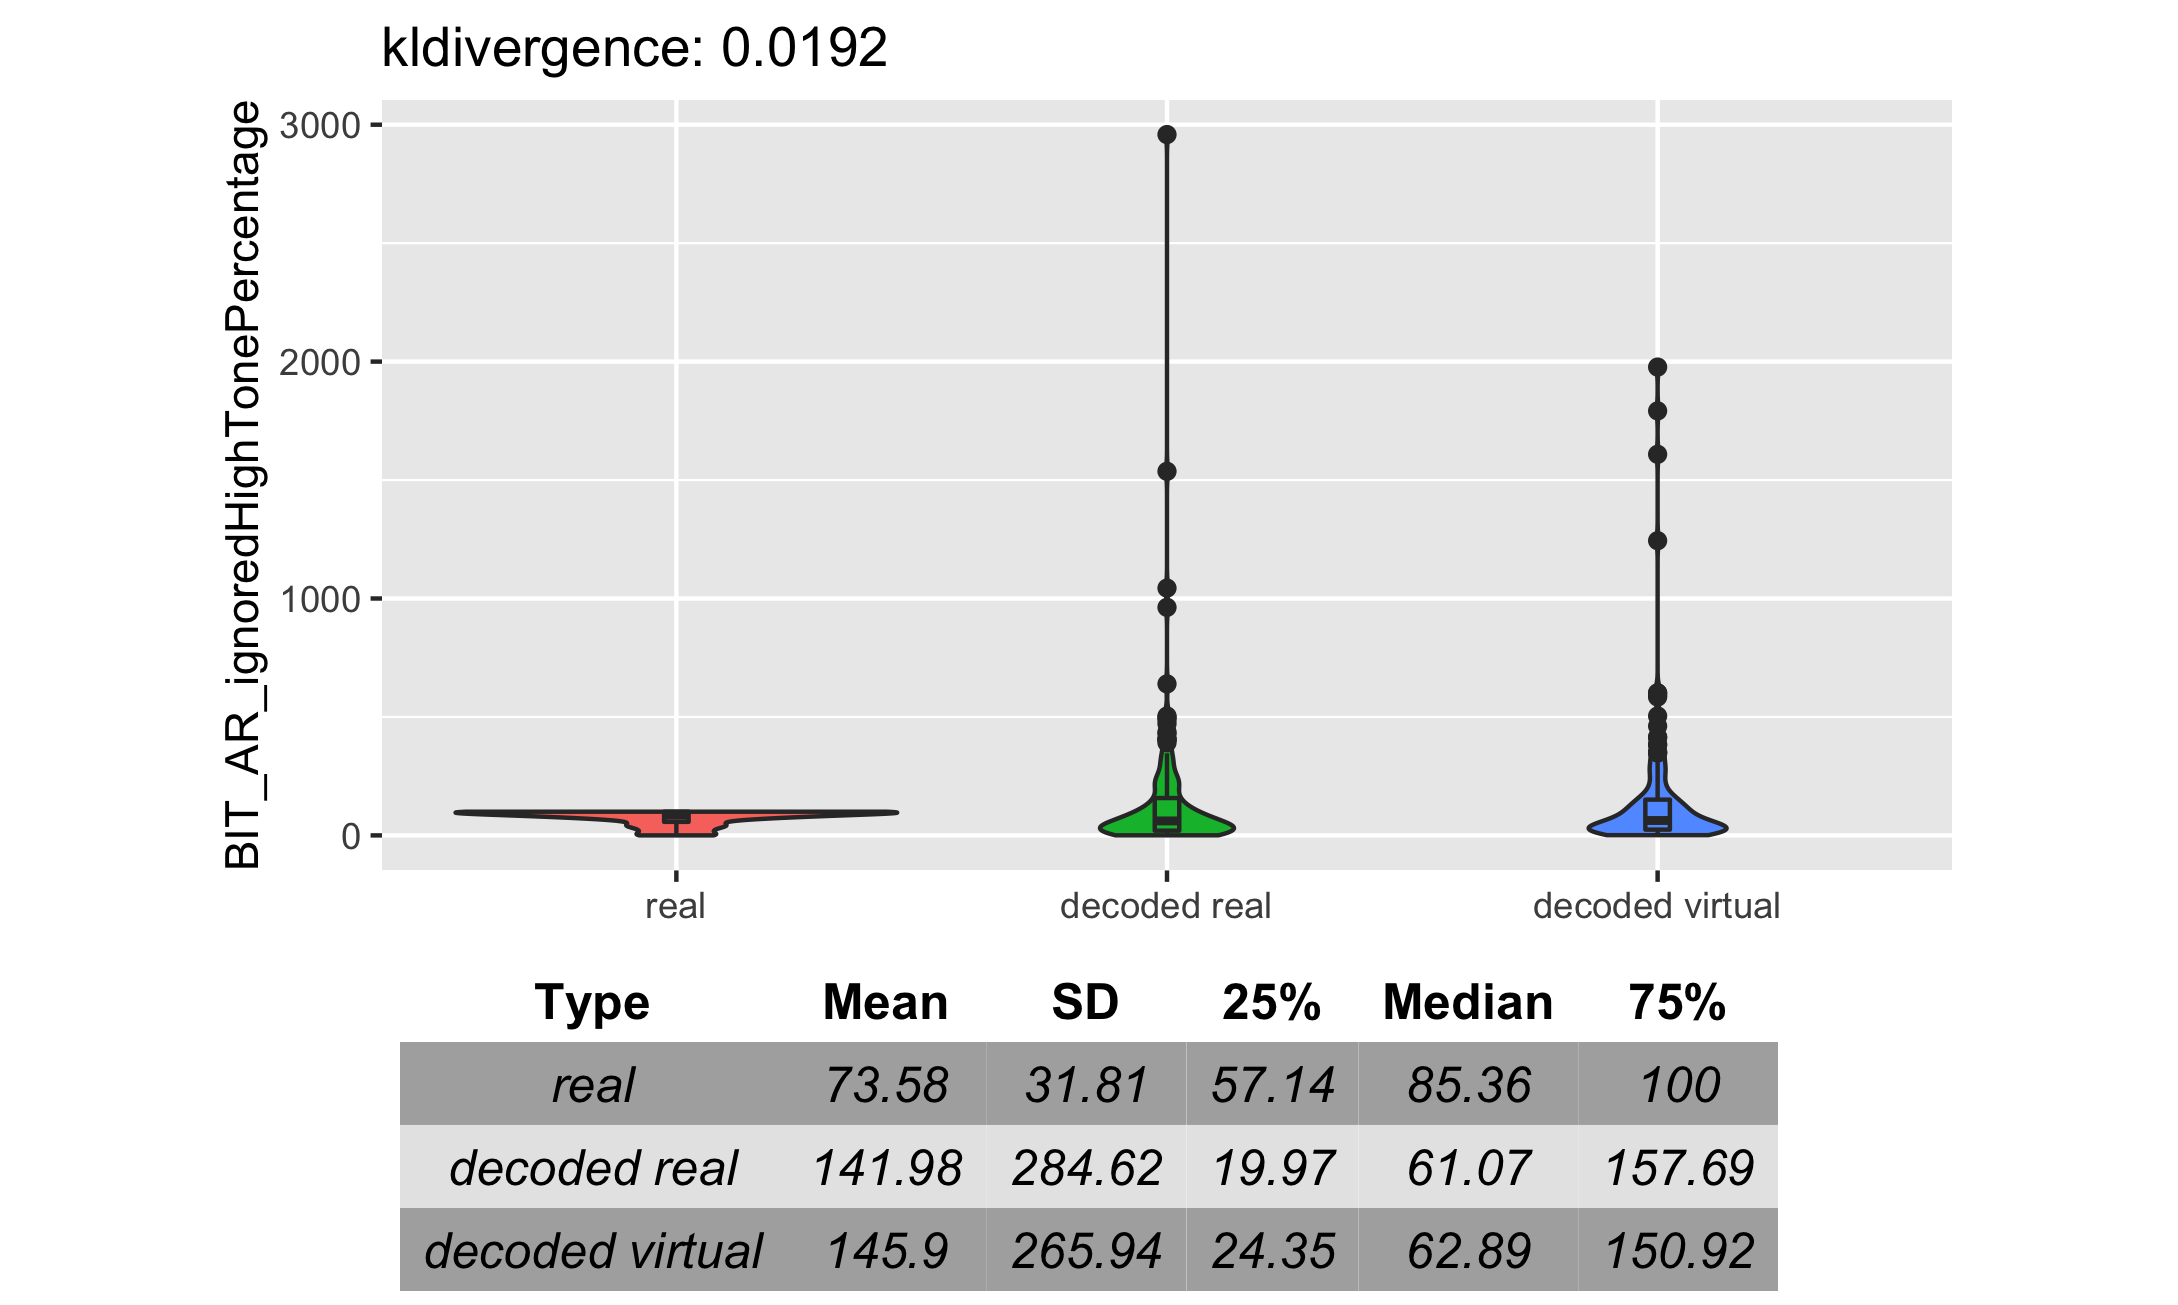 kldivergence: 0.0192
BIT_AR_ignoredHighTonePercentage
3000
2000
1000
0
real decoded real decoded virtual
Type Mean SD 25% Median 75%
real 73.58 31.81 57.14 85.36 100
decoded real 141.98 284.62 19.97 61.07 157.69
decoded virtual 145.9 265.94 24.35 62.89 150.92